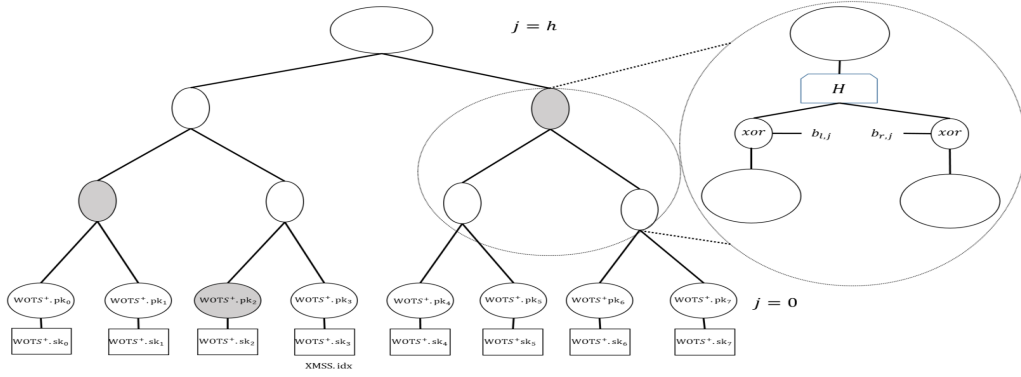 j = h
H
xor
b_{l,j}
b_{r,j}
xor
WOTS⁺.pk₀
WOTS⁺.pk₁
WOTS⁺.pk₂
WOTS⁺.pk₃
WOTS⁺.pk₄
WOTS⁺.pk₅
WOTS⁺pk₆
WOTS⁺.pk₇
j = 0
WOTS⁺.sk₀
WOTS⁺.sk₁
WOTS⁺.sk₂
WOTS⁺.sk₃
WOTS⁺.sk₄
WOTS⁺sk₅
WOTS⁺.sk₆
WOTS⁺.sk₇
XMSS.idx